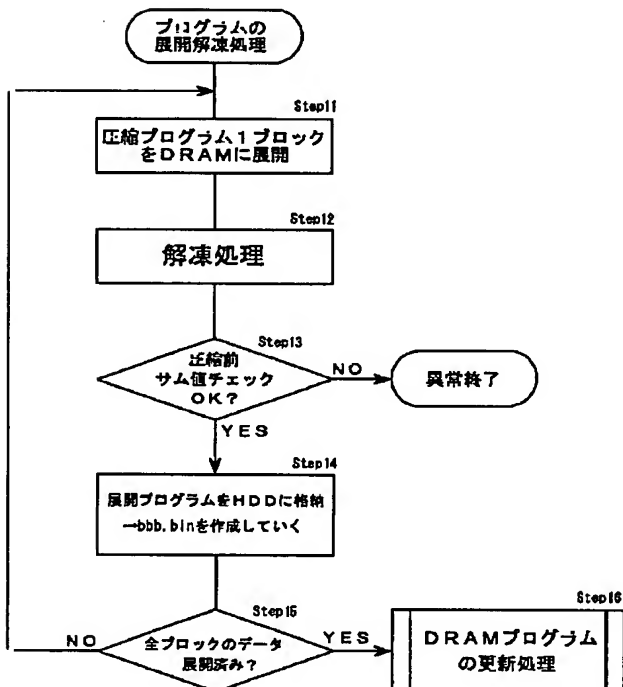 プログラムの
展開解凍処理
Step11
圧縮プログラム1ブロック
をDRAMに展開
Step12
解凍処理
Step13
圧縮前
サム値チェック
OK?
NO
異常終了
YES
Step14
展開プログラムをHDDに格納
→bbb.binを作成していく
Step15
NO
全ブロックのデータ
展開済み?
YES
Step16
DRAMプログラム
の更新処理